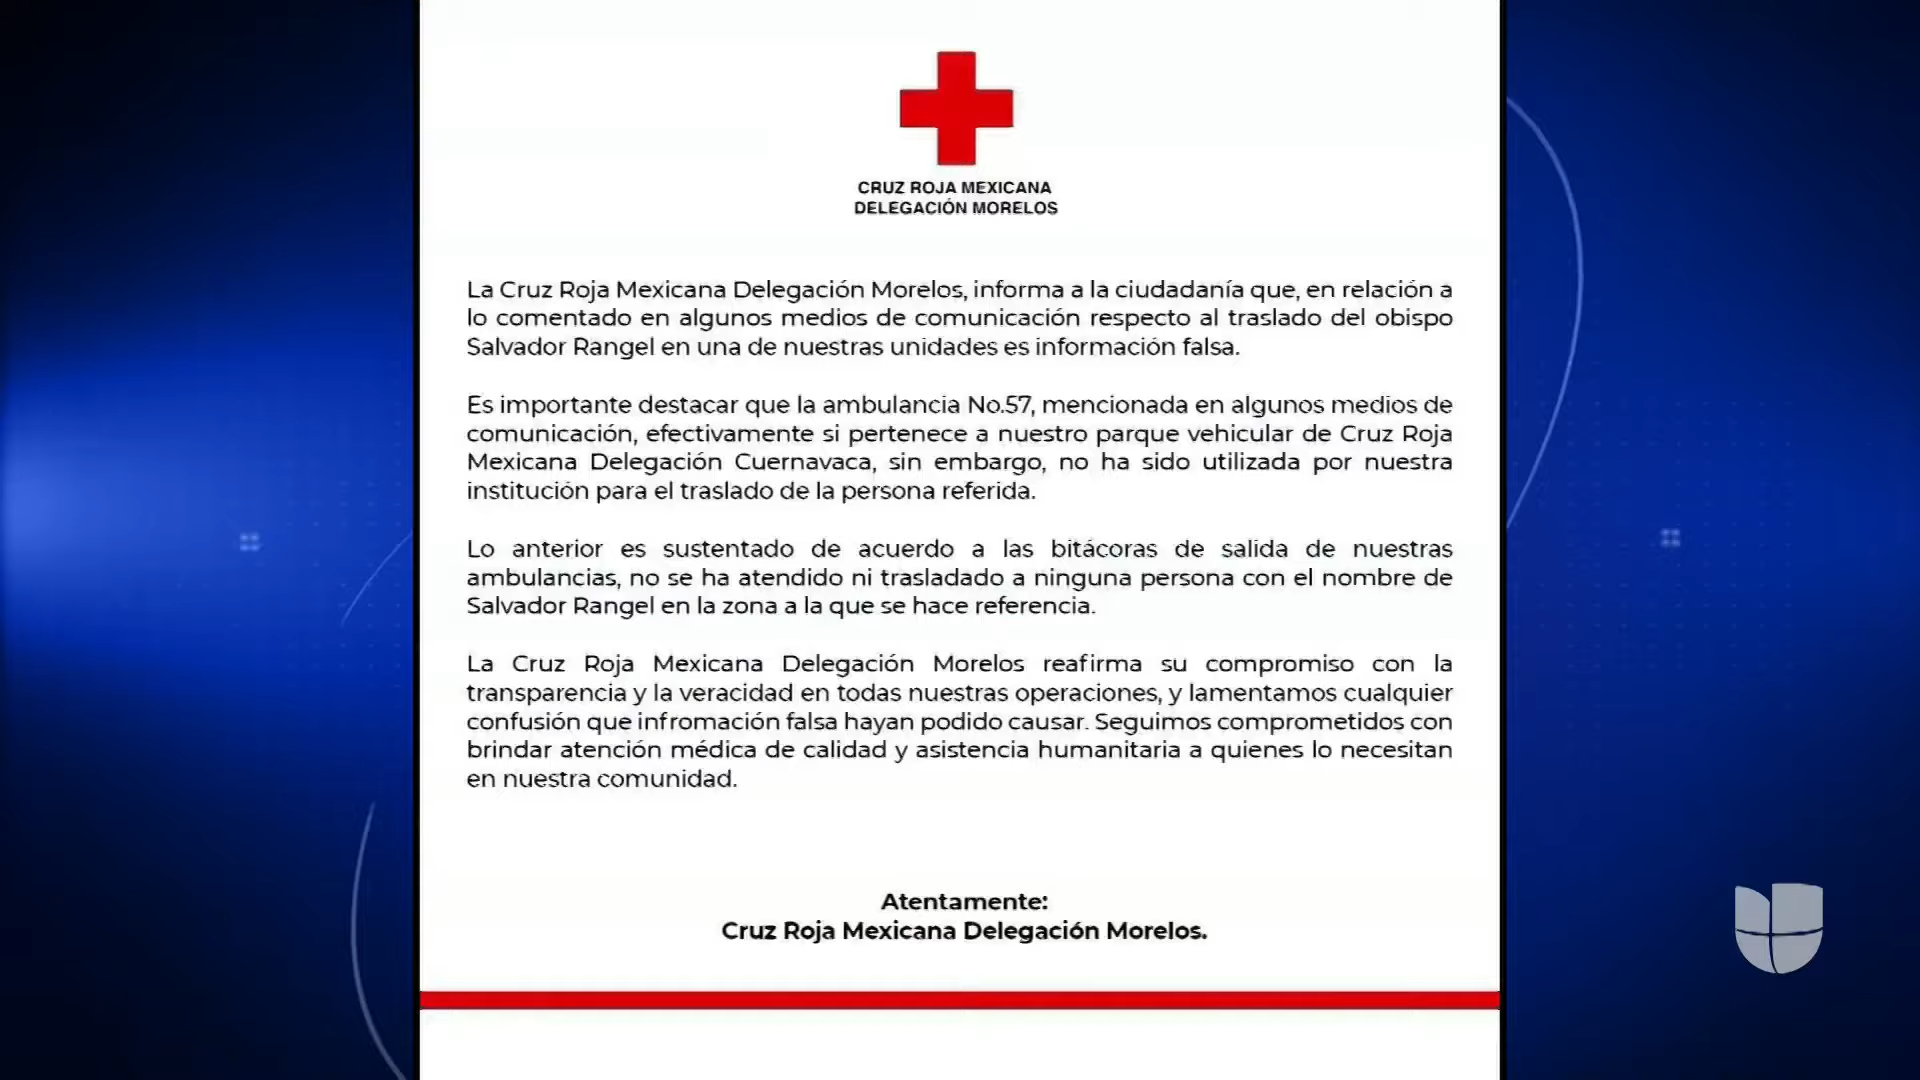 CRUZ ROJA MEXICANA
DELEGACIÓN MORELOS
La Cruz Roja Mexicana Delegación Morelos, informa a la ciudadanía que, en relación a
lo comentado en algunos medios de comunicación respecto al traslado del obispo
Salvador Rangel en una de nuestras unidades es información falsa.
Es importante destacar que la ambulancia No.57, mencionada en algunos medios de
comunicación, efectivamente si pertenece a nuestro parque vehicular de Cruz Roja
Mexicana Delegación Cuernavaca, sin embargo, no ha sido utilizada por nuestra
institución para el traslado de la persona referida.
Lo anterior es sustentado de acuerdo a las bitácoras de salida de nuestras
ambulancias, no se ha atendido ni trasladado a ninguna persona con el nombre de
Salvador Rangel en la zona a la que se hace referencia.
La Cruz Roja Mexicana Delegación Morelos reafirma su compromiso con la
transparencia y la veracidad en todas nuestras operaciones, y lamentamos cualquier
confusión que infromación falsa hayan podido causar. Seguimos comprometidos con
brindar atención médica de calidad y asistencia humanitaria a quienes lo necesitan
en nuestra comunidad.
Atentamente:
Cruz Roja Mexicana Delegación Morelos.